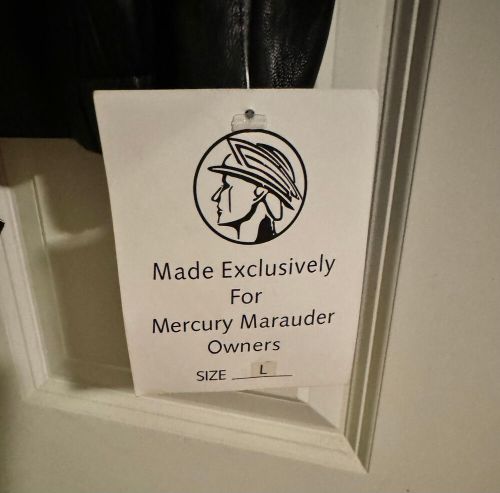 Made Exclusively
For
Mercury Marauder
Owners
SIZE L